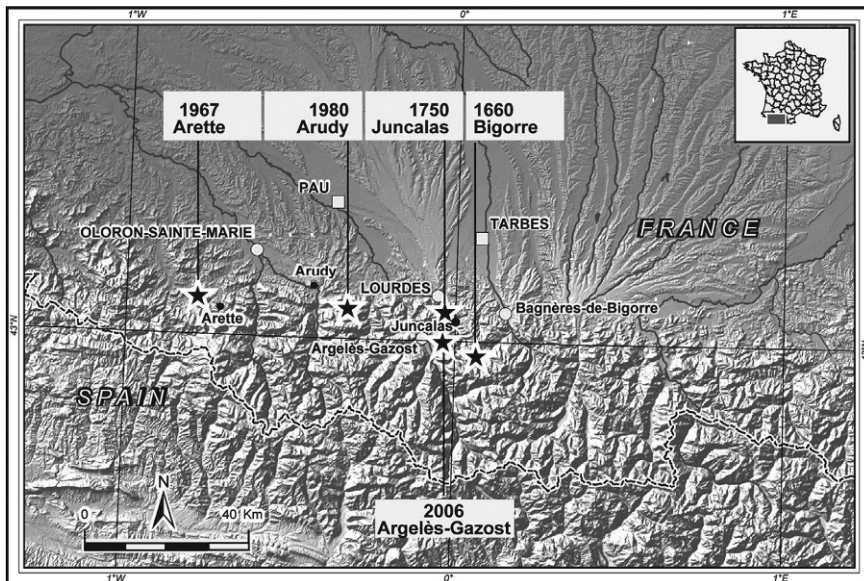 1°W
0°
1°E
1967
Arette
1980
Arudy
1750
Juncalas
1660
Bigorre
PAU
TARBES
FRANCE
OLORON-SAINTE-MARIE
Arudy
LOURDES
Arette
Juncalas
Bagnères-de-Bigorre
43°N
Argelès-Gazost
SPAIN
N
0
40 Km
2006
Argelès-Gazost
1°W
0°
1°E